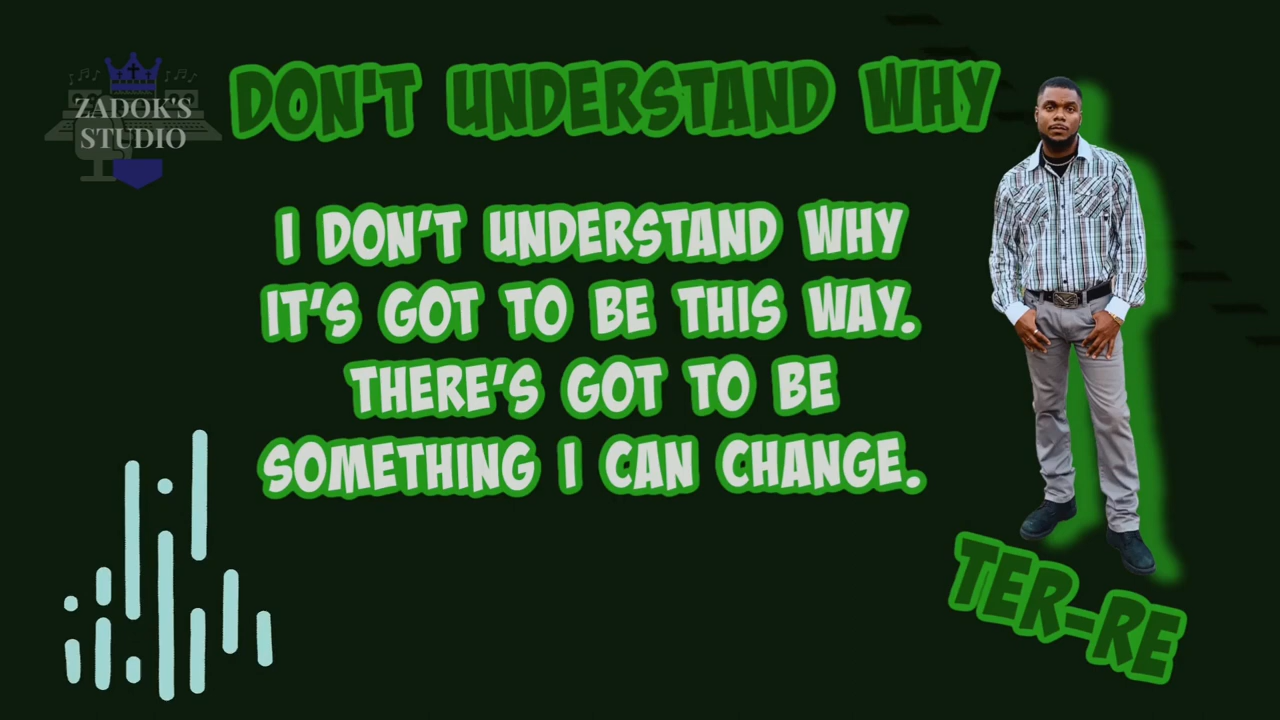 ZADOK'S
STUDIO
DON'T UNDERSTAND WHY
I DON'T UNDERSTAND WHY
IT'S GOT TO BE THIS WAY.
THERE'S GOT TO BE
SOMETHING I CAN CHANGE.
TER-RE